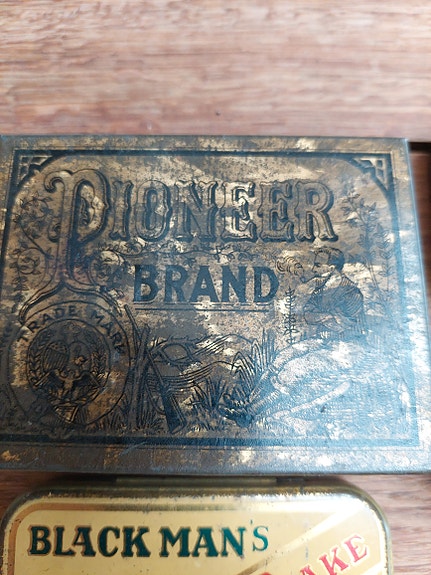 PIONEER
BRAND
TRADE MARK
BLACK MAN'S
AKE